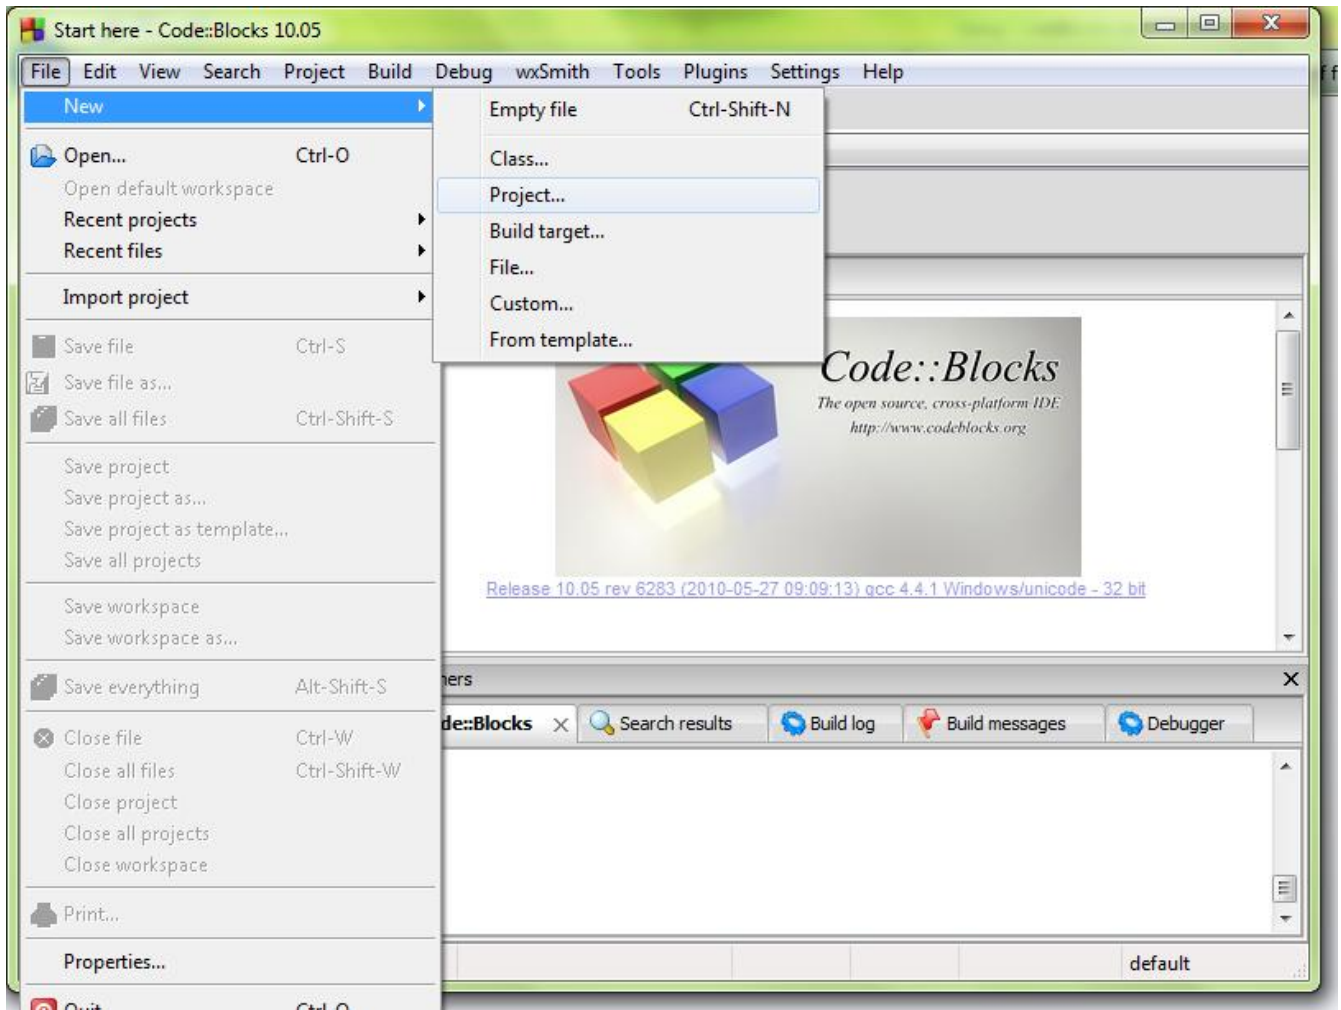 Start here - Code::Blocks 10.05
File Edit View Search Project Build Debug wxSmith Tools Plugins Settings Help
New
Empty file Ctrl-Shift-N
Class...
Project...
Build target...
File...
Custom...
From template...
Open... Ctrl-O
Open default workspace
Recent projects
Recent files
Import project
Save file Ctrl-S
Save file as...
Save all files Ctrl-Shift-S
Save project
Save project as...
Save project as template...
Save all projects
Save workspace
Save workspace as...
Save everything Alt-Shift-S
Close file Ctrl-W
Close all files Ctrl-Shift-W
Close project
Close all projects
Close workspace
Print...
Properties...
Quit Ctrl-Q
Code::Blocks
The open source, cross-platform IDE
http://www.codeblocks.org
Release 10.05 rev 6283 (2010-05-27 09:09:13) gcc 4.4.1 Windows/unicode - 32 bit
hers
de::Blocks Search results Build log Build messages Debugger
default